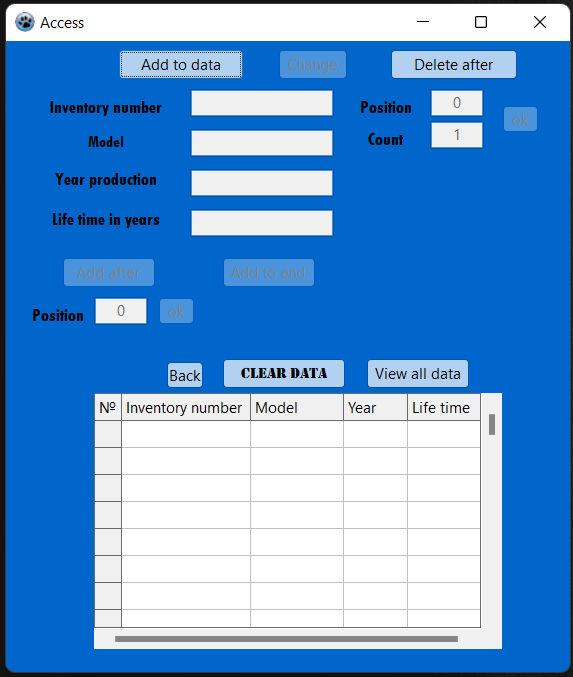 Access
Add to data Change Delete after
Inventory number Position 0
ok
Model Count 1
Year production
Life time in years
Add after Add to end
Position 0 ok
Back CLEAR DATA View all data
№ Inventory number Model Year Life time